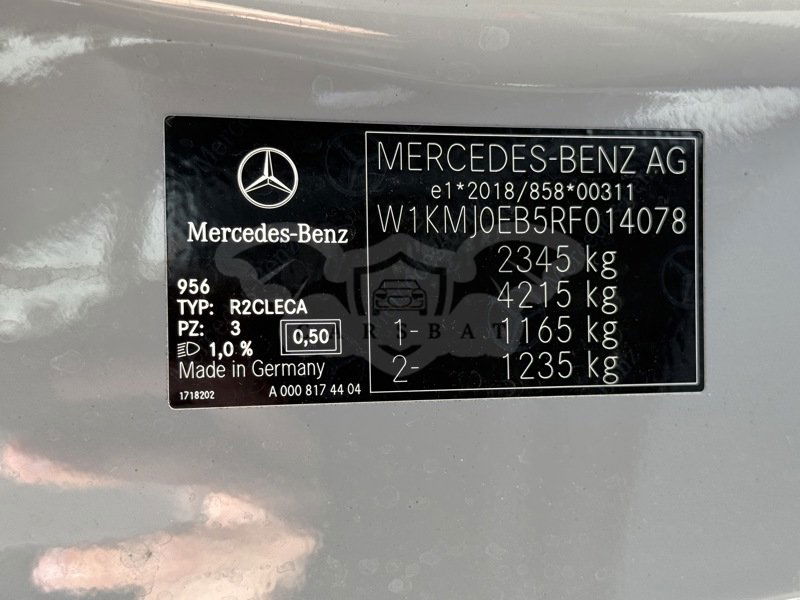 Mercedes-Benz
956
TYP: R2CLECA
PZ: 3
0,50
1,0 %
Made in Germany
1718202
A 000 817 44 04
MERCEDES-BENZ AG
e1*2018/858*00311
W1KMJ0EB5RF014078
2345 kg
4215 kg
1- 1165 kg
2- 1235 kg